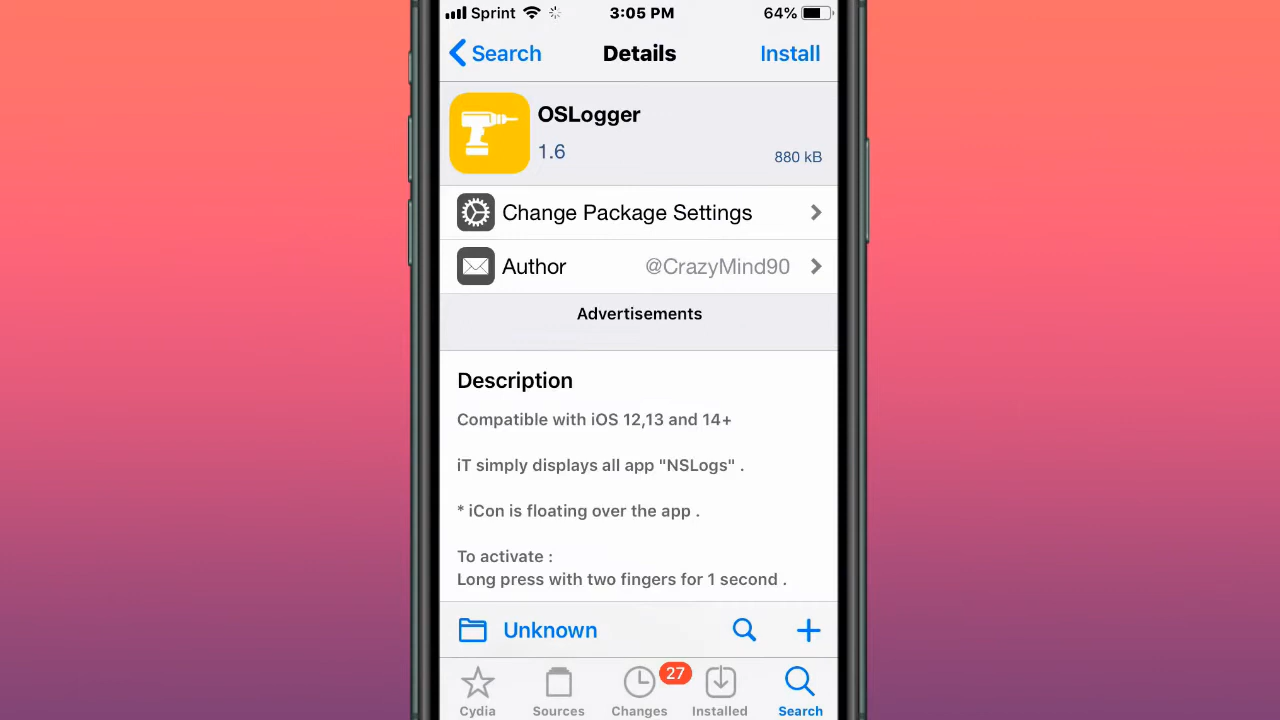 Sprint 3:05 PM 64%
Search Details Install
OSLogger
1.6 880 kB
Change Package Settings
Author @CrazyMind90
Advertisements
Description
Compatible with iOS 12,13 and 14+
iT simply displays all app "NSLogs" .
* iCon is floating over the app .
To activate :
Long press with two fingers for 1 second .
Unknown
27
Cydia Sources Changes Installed Search